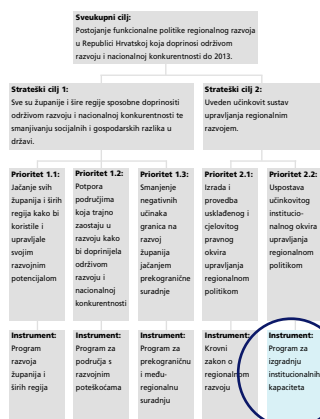 Sveukupni cilj:
Postojanje funkcionalne politike regionalnog razvoja
u Republici Hrvatskoj koja doprinosi održivom
razvoju i nacionalnoj konkurentnosti do 2013.
Strateški cilj 1:
Sve su županije i šire regije sposobne doprinositi
održivom razvoju i nacionalnoj konkurentnosti te
smanjivanju socijalnih i gospodarskih razlika u
državi.
Strateški cilj 2:
Uveden učinkovit sustav
upravljanja regionalnim
razvojem.
Prioritet 1.1:
Jačanje svih
županija i širih
regija kako bi
koristile i
upravljale
svojim
razvojnim
potencijalom
Prioritet 1.2:
Potpora
područjima
koja trajno
zaostaju u
razvoju kako
bi doprinijela
održivom
razvoju i
nacionalnoj
konkurentnosti
Prioritet 1.3:
Smanjenje
negativnih
učinaka
granica na
razvoj
županija
jačanjem
prekogranične
suradnje
Prioritet 2.1:
Izrada i
provedba
usklađenog i
cjelovitog
pravnog
okvira
upravljanja
regionalnom
politikom
Prioritet 2.2:
Uspostava
učinkovitog
institucio-
nalnog okvira
upravljanja
regionalnom
politikom
Instrument:
Program
razvoja
županija i
širih regija
Instrument:
Program za
područja s
razvojnim
poteškoćama
Instrument:
Program za
prekograničnu
i među-
regionalnu
suradnju
Instrument:
Krovni
zakon o
regionalnom
razvoju
Instrument:
Program za
izgradnju
institucionalnih
kapaciteta